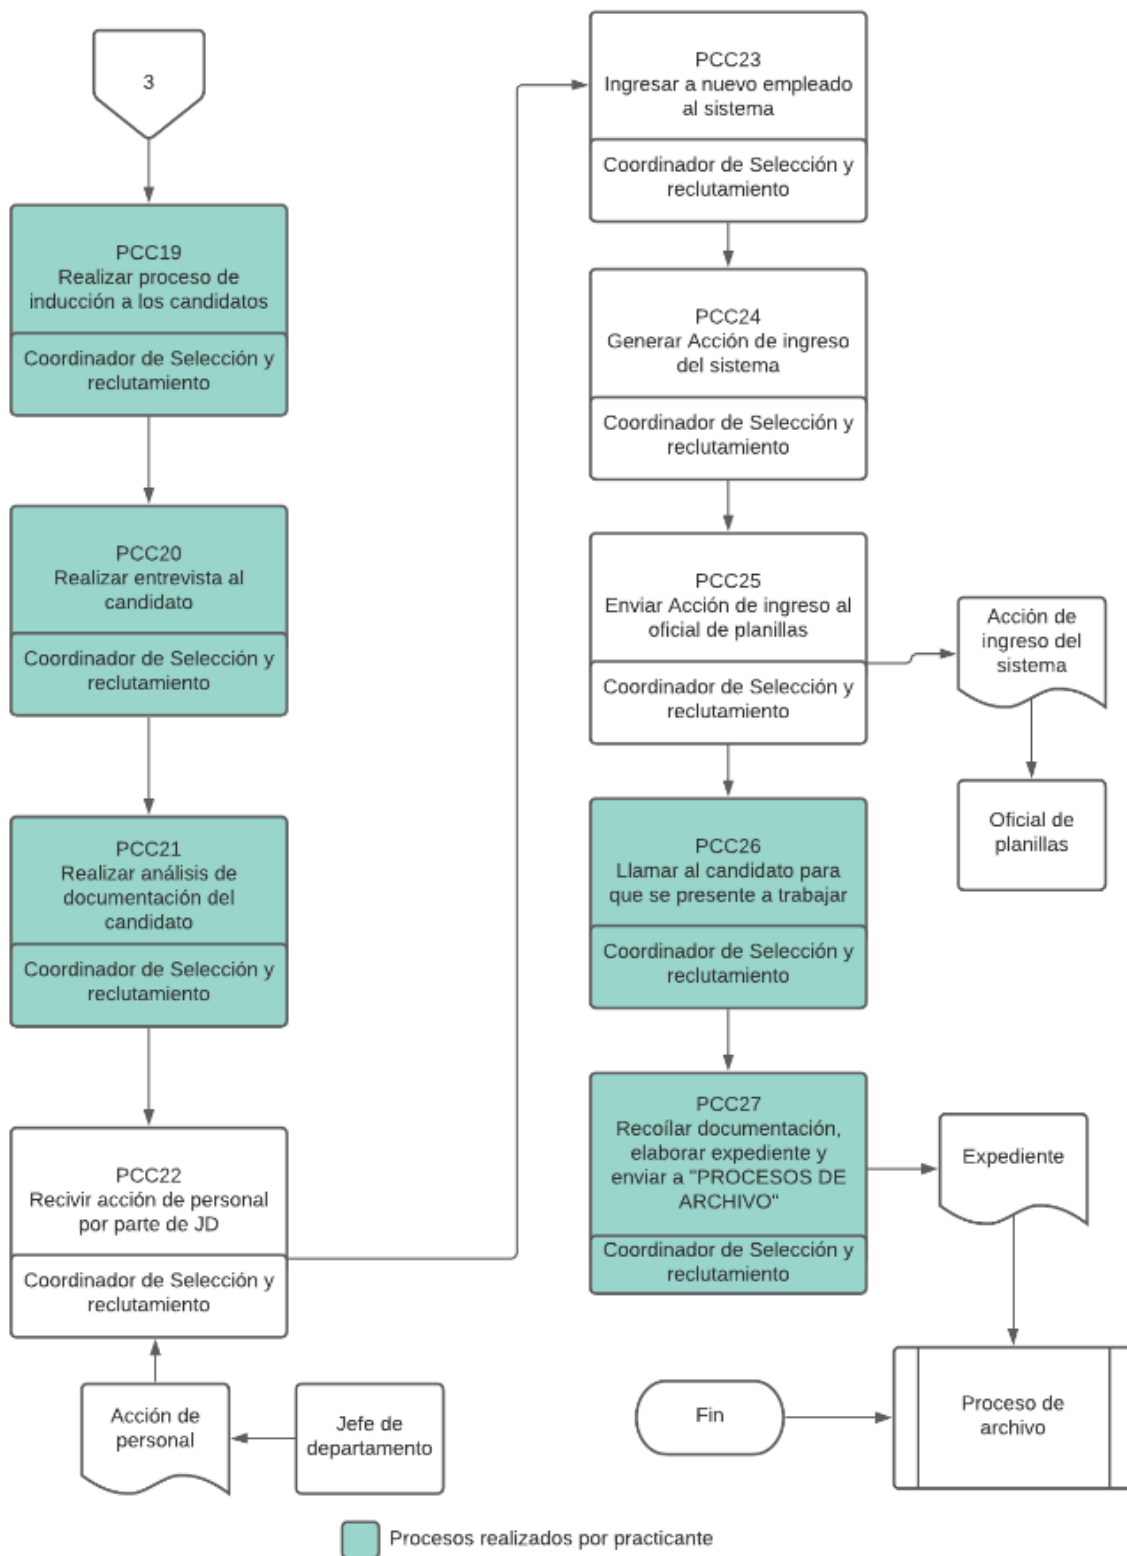 3
PCC19
Realizar proceso de
inducción a los candidatos
Coordinador de Selección y
reclutamiento
PCC20
Realizar entrevista al
candidato
Coordinador de Selección y
reclutamiento
PCC21
Realizar análisis de
documentación del
candidato
Coordinador de Selección y
reclutamiento
PCC22
Recivir acción de personal
por parte de JD
Coordinador de Selección y
reclutamiento
Acción de
personal
Jefe de
departamento
PCC23
Ingresar a nuevo empleado
al sistema
Coordinador de Selección y
reclutamiento
PCC24
Generar Acción de ingreso
del sistema
Coordinador de Selección y
reclutamiento
PCC25
Enviar Acción de ingreso al
oficial de planillas
Coordinador de Selección y
reclutamiento
Acción de
ingreso del
sistema
Oficial de
planillas
PCC26
Llamar al candidato para
que se presente a trabajar
Coordinador de Selección y
reclutamiento
PCC27
Recoílar documentación,
elaborar expediente y
enviar a "PROCESOS DE
ARCHIVO"
Coordinador de Selección y
reclutamiento
Expediente
Proceso de
archivo
Fin
Procesos realizados por practicante